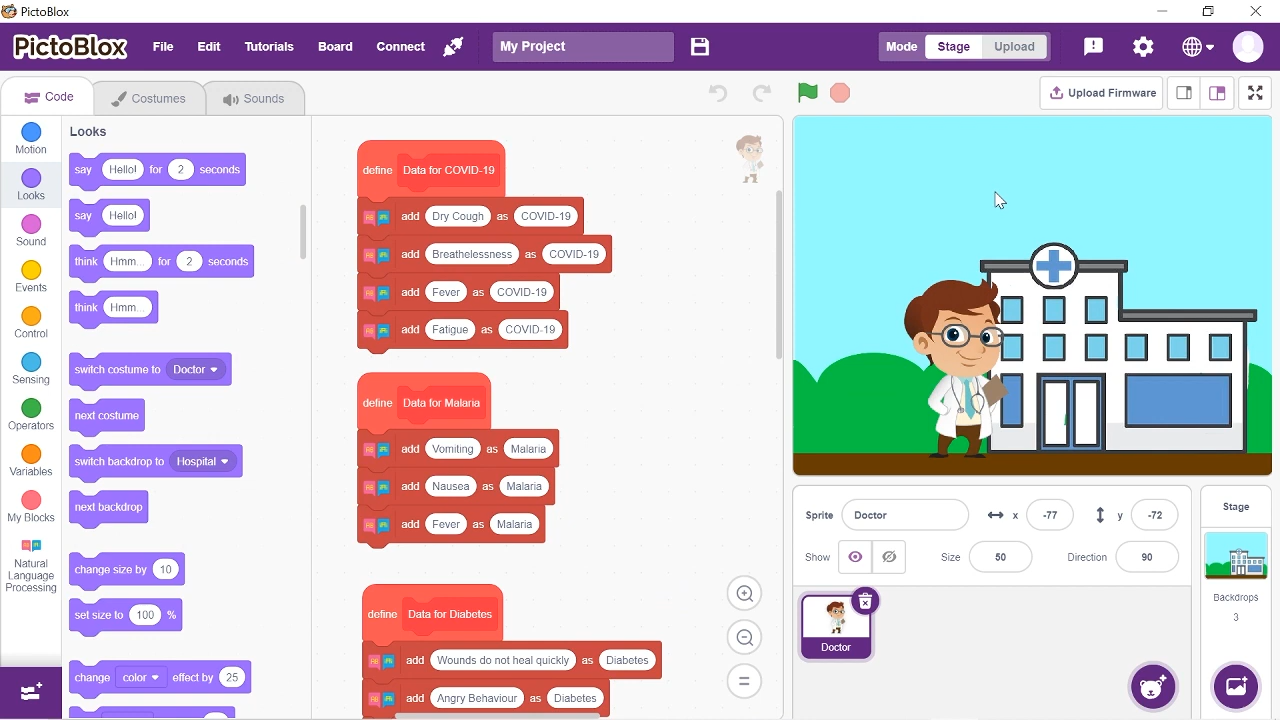 PictoBlox
PictoBlox File Edit Tutorials Board Connect My Project Mode Stage Upload
Code Costumes Sounds Upload Firmware
Motion
Looks
Sound
Events
Control
Sensing
Operators
Variables
My Blocks
Natural
Language
Processing
Looks
say Hello! for 2 seconds
say Hello!
think Hmm... for 2 seconds
think Hmm...
switch costume to Doctor
next costume
switch backdrop to Hospital
next backdrop
change size by 10
set size to 100 %
change color effect by 25
define Data for COVID-19
add Dry Cough as COVID-19
add Breathelessness as COVID-19
add Fever as COVID-19
add Fatigue as COVID-19
define Data for Malaria
add Vomiting as Malaria
add Nausea as Malaria
add Fever as Malaria
define Data for Diabetes
add Wounds do not heal quickly as Diabetes
add Angry Behaviour as Diabetes
Sprite Doctor x -77 y -72
Show Size 50 Direction 90
Doctor
Stage
Backdrops
3